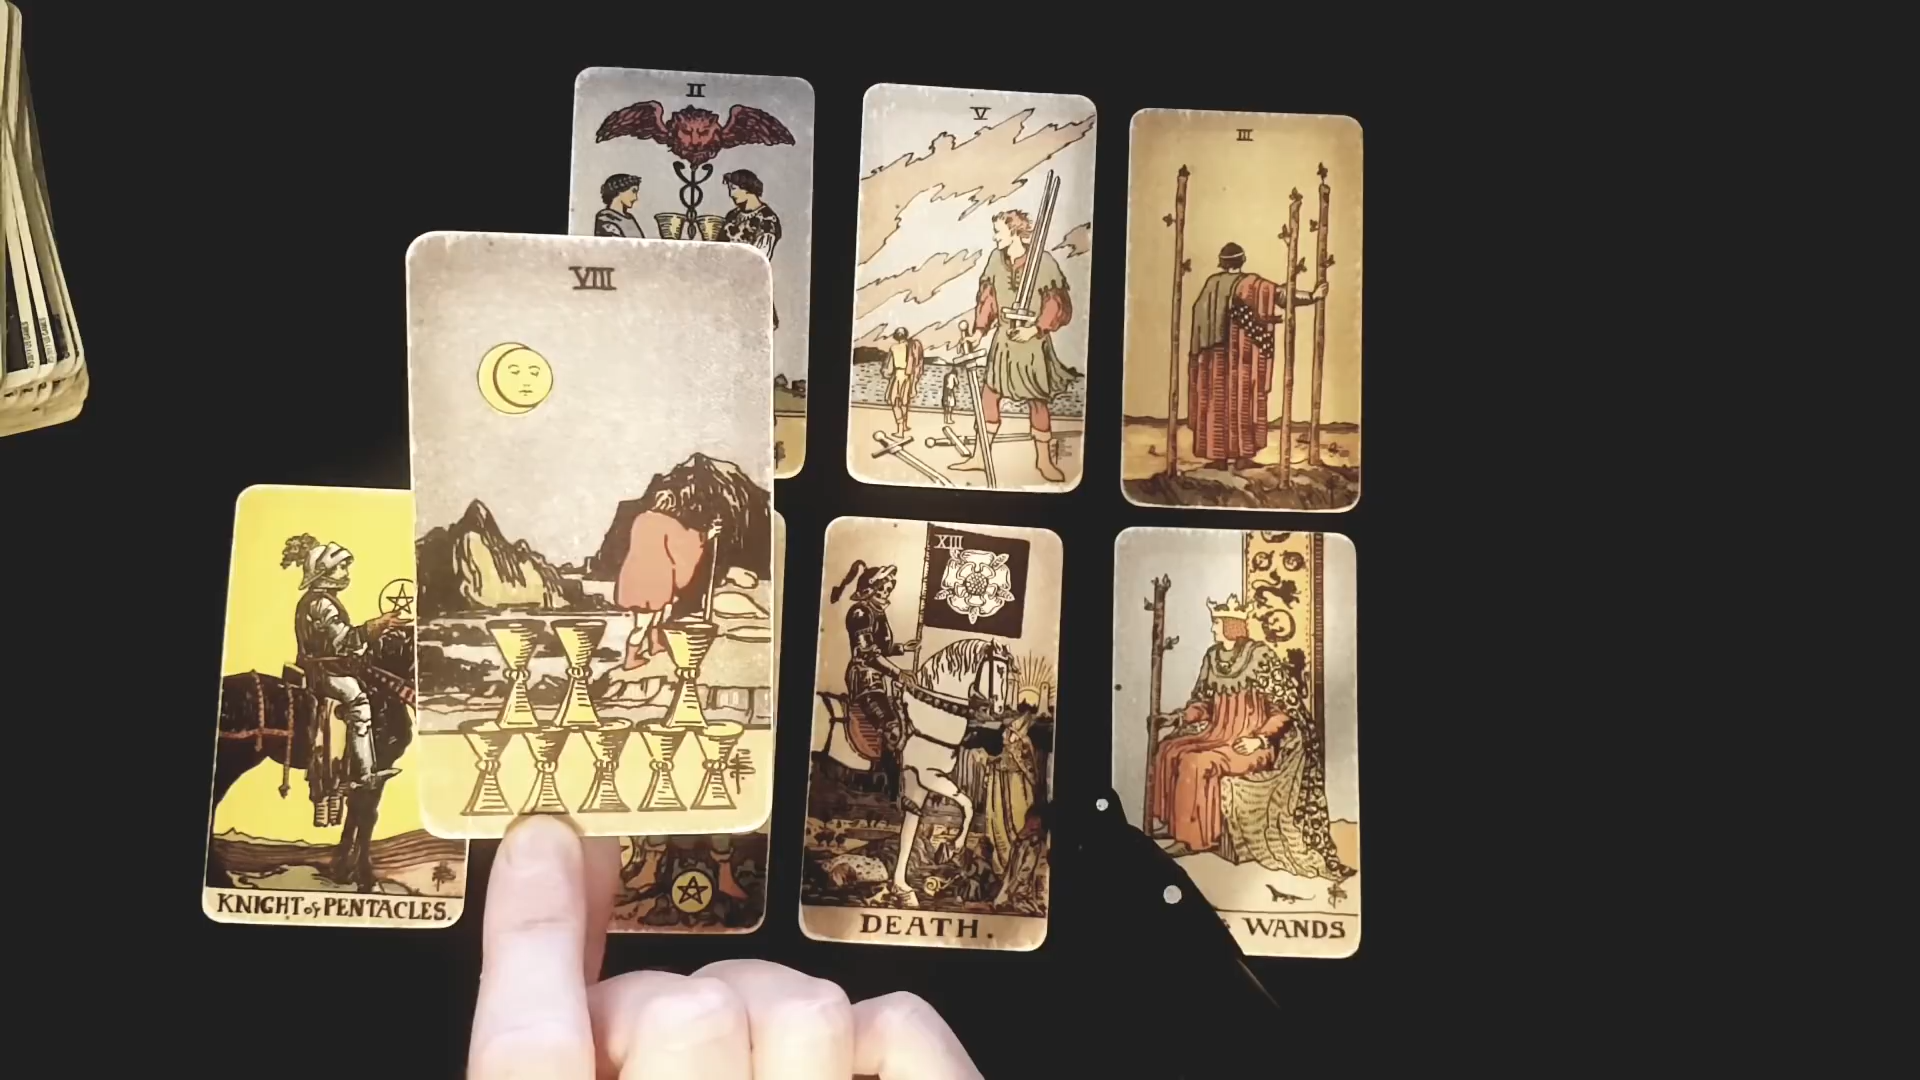 II
V
III
VIII
XIII
KNIGHT of PENTACLES.
DEATH.
WANDS